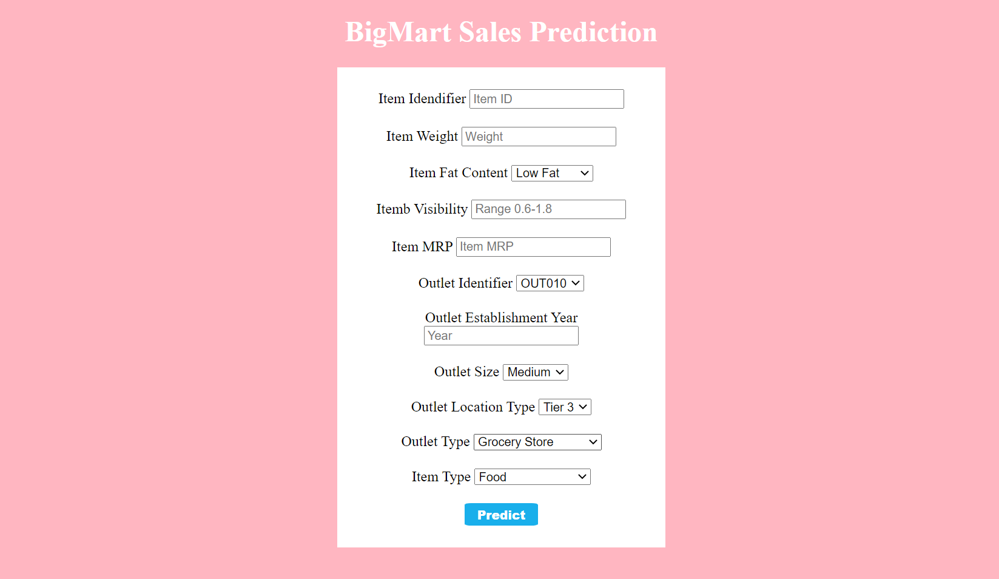 BigMart Sales Prediction
Item Idendifier Item ID
Item Weight Weight
Item Fat Content Low Fat
Itemb Visibility Range 0.6-1.8
Item MRP Item MRP
Outlet Identifier OUT010
Outlet Establishment Year
Year
Outlet Size Medium
Outlet Location Type Tier 3
Outlet Type Grocery Store
Item Type Food
Predict